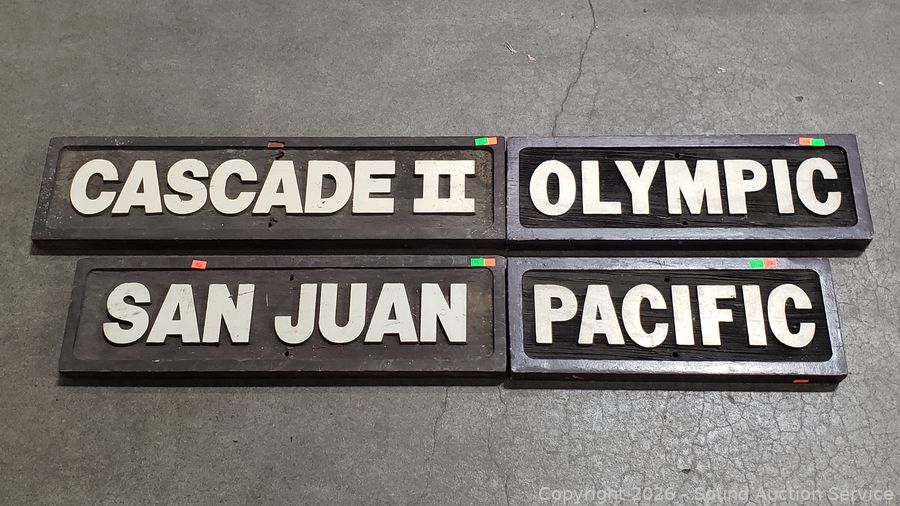 CASCADE II
OLYMPIC
SAN JUAN
PACIFIC
Copyright 2026 - Sound Auction Service